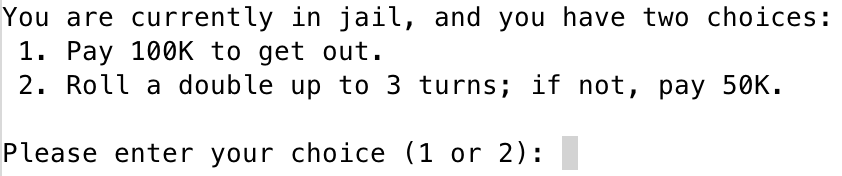 You are currently in jail, and you have two choices:
1. Pay 100K to get out.
2. Roll a double up to 3 turns; if not, pay 50K.
Please enter your choice (1 or 2):